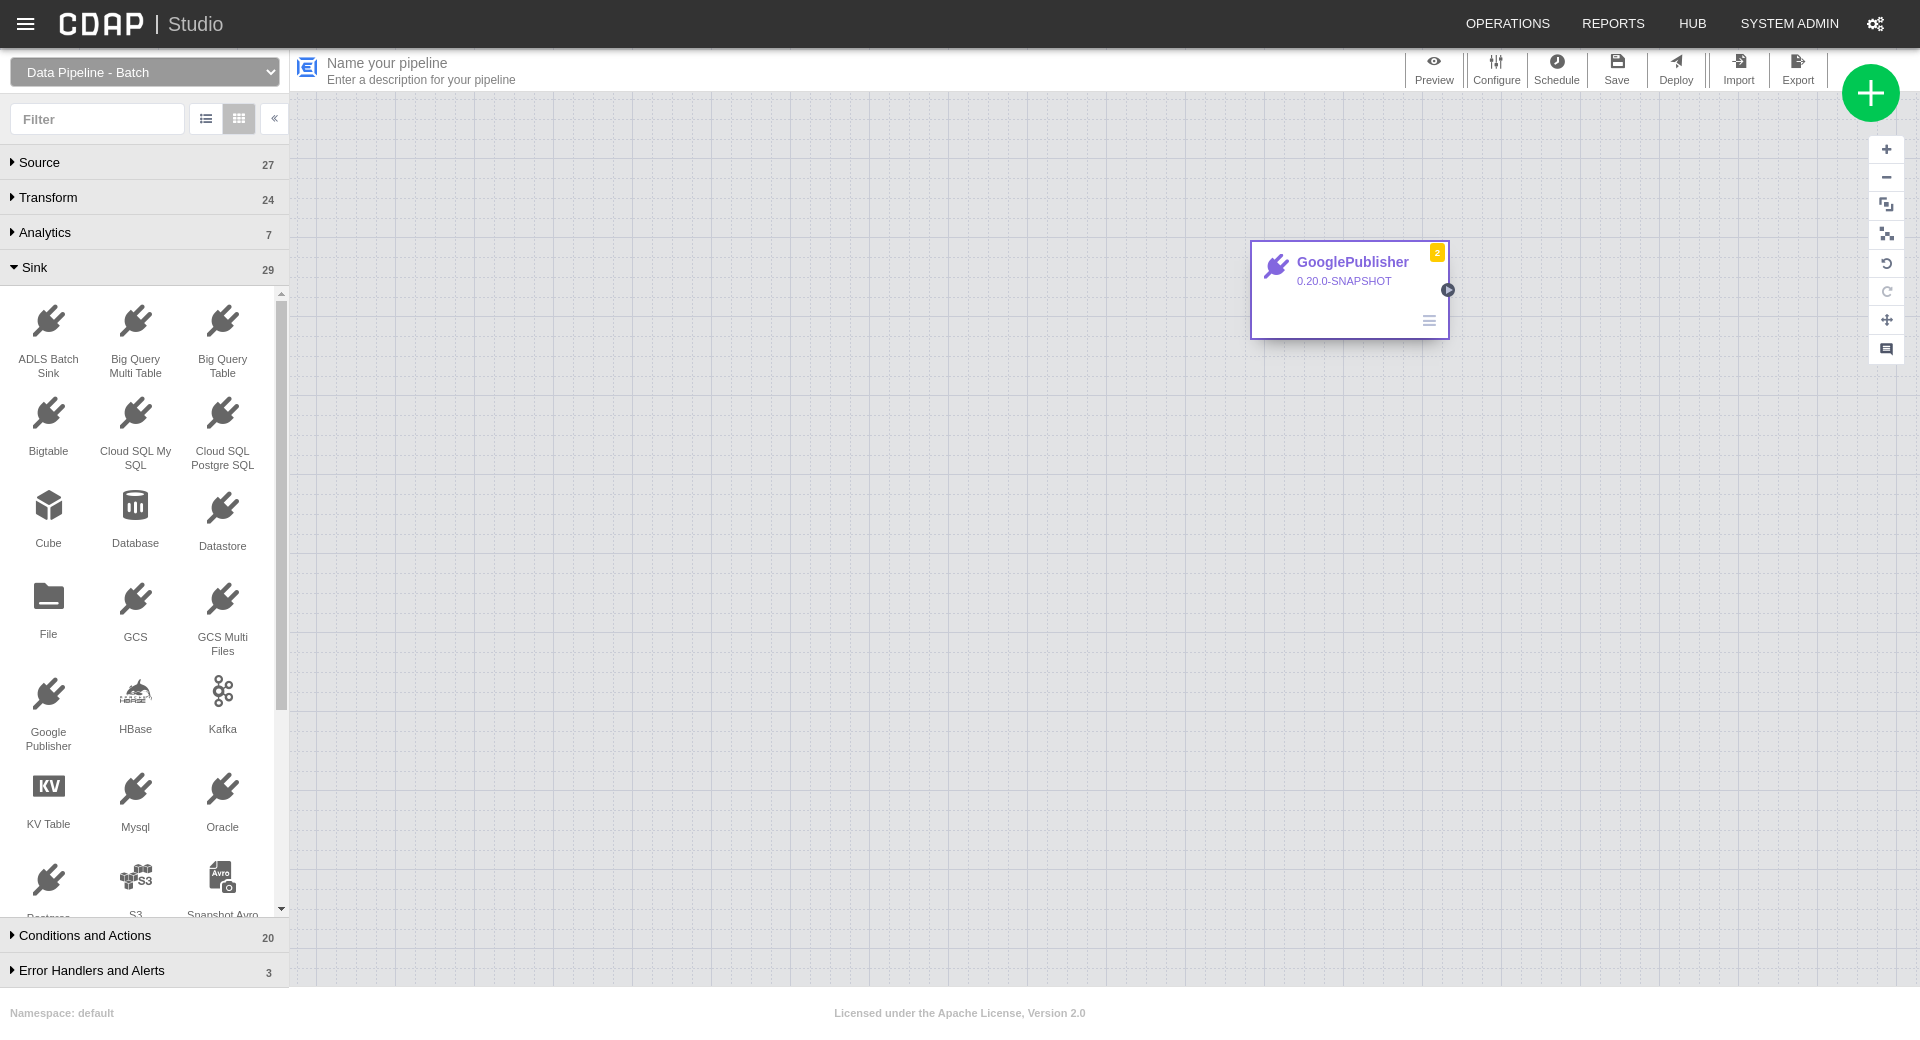 CDAP | Studio
OPERATIONS
REPORTS
HUB
SYSTEM ADMIN
Data Pipeline - Batch
Name your pipeline
Enter a description for your pipeline
Preview
Configure
Schedule
Save
Deploy
Import
Export
Filter
Source 27
Transform 24
Analytics 7
Sink 29
ADLS Batch
Sink
Big Query
Multi Table
Big Query
Table
Bigtable
Cloud SQL My
SQL
Cloud SQL
Postgre SQL
Cube
Database
Datastore
File
GCS
GCS Multi
Files
Google
Publisher
HBASE
HBase
Kafka
KV
KV Table
Mysql
Oracle
Postgres
S3
S3
Avro
Snapshot Avro
Conditions and Actions 20
Error Handlers and Alerts 3
GooglePublisher
2
0.20.0-SNAPSHOT
Namespace: default
Licensed under the Apache License, Version 2.0